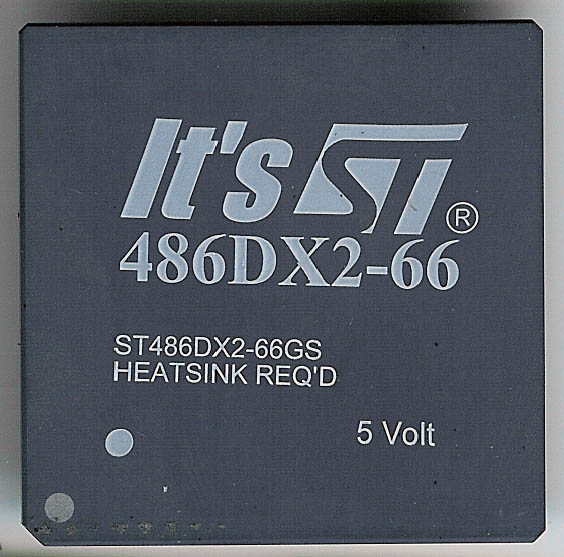 It's ST®
486DX2-66
ST486DX2-66GS
HEATSINK REQ'D
5 Volt